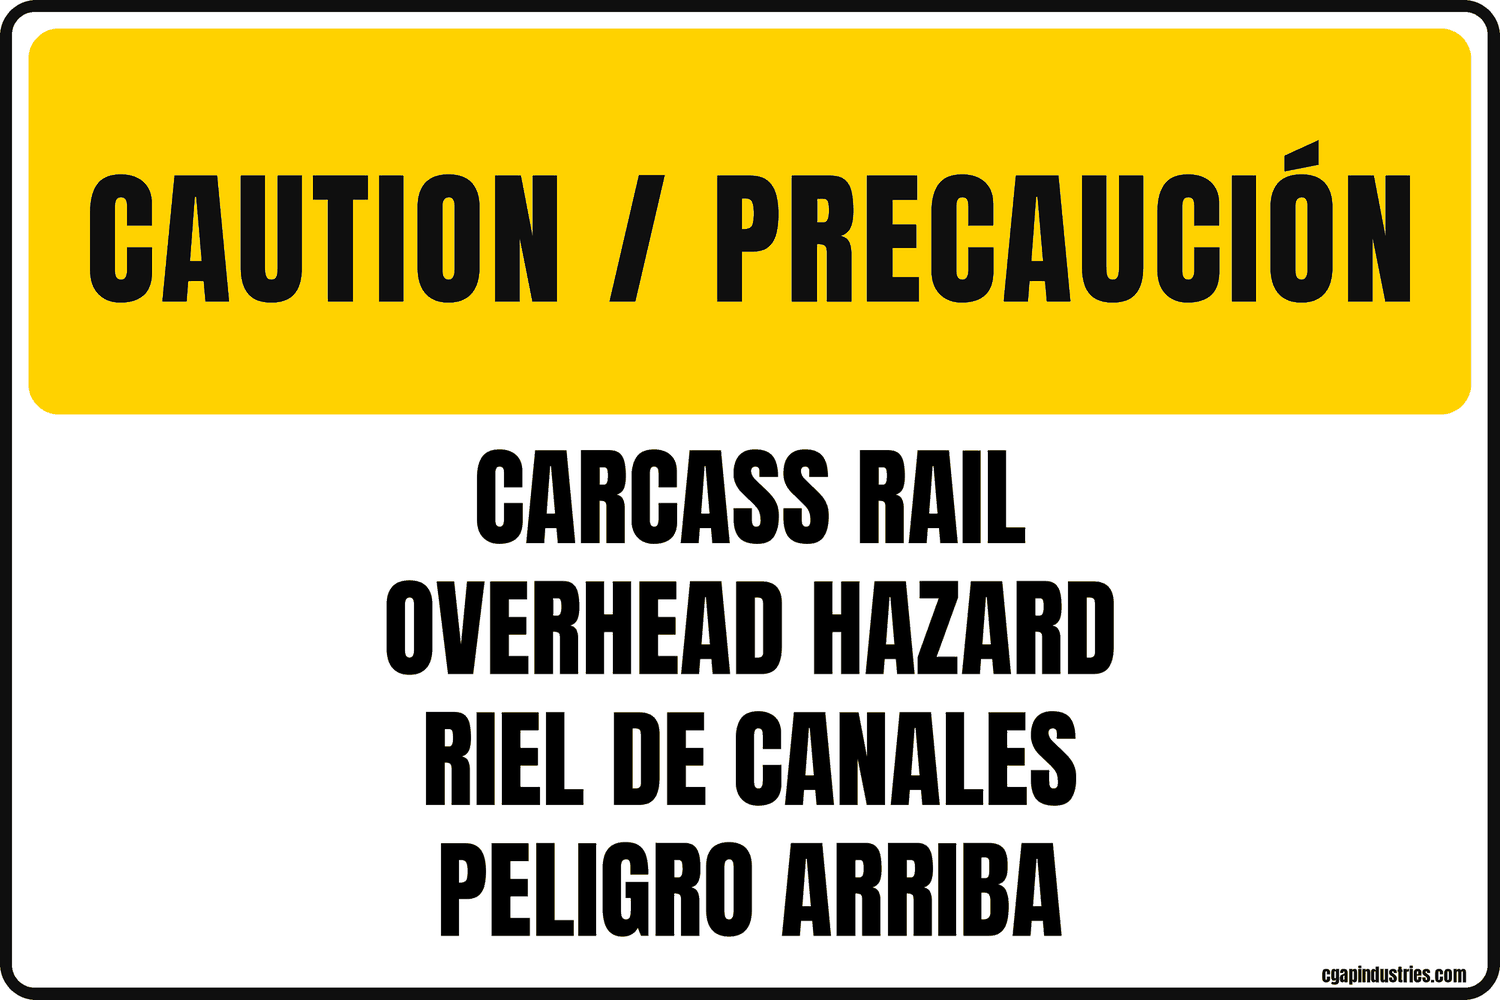 CAUTION / PRECAUCIÓN
CARCASS RAIL
OVERHEAD HAZARD
RIEL DE CANALES
PELIGRO ARRIBA
cgapindustries.com